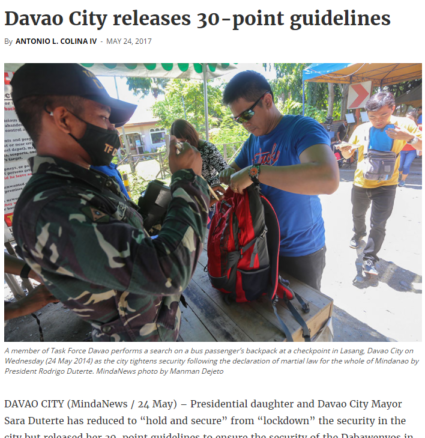 Davao City releases 30-point guidelines
By ANTONIO L. COLINA IV - MAY 24, 2017
TF
A member of Task Force Davao performs a search on a bus passenger's backpack at a checkpoint in Lasang, Davao City on
Wednesday (24 May 2014) as the city tightens security following the declaration of martial law for the whole of Mindanao by
President Rodrigo Duterte. MindaNews photo by Manman Dejeto
DAVAO CITY (MindaNews / 24 May) – Presidential daughter and Davao City Mayor
Sara Duterte has reduced to “hold and secure” from “lockdown” the security in the
city but released her 30-point guidelines to ensure the security of the Dabawenyos in